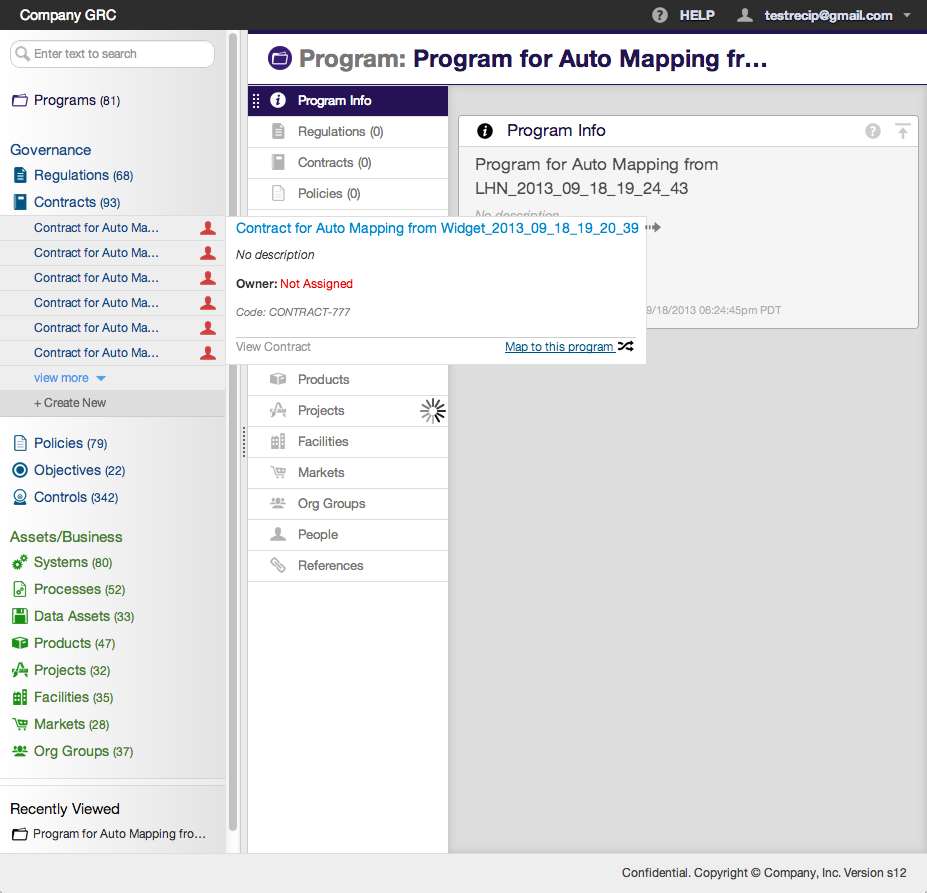 Company GRC
HELP
testrecip@gmail.com
Enter text to search
Programs (81)
Governance
Regulations (68)
Contracts (93)
Contract for Auto Ma...
Contract for Auto Ma...
Contract for Auto Ma...
Contract for Auto Ma...
Contract for Auto Ma...
Contract for Auto Ma...
view more
+ Create New
Policies (79)
Objectives (22)
Controls (342)
Assets/Business
Systems (80)
Processes (52)
Data Assets (33)
Products (47)
Projects (32)
Facilities (35)
Markets (28)
Org Groups (37)
Recently Viewed
Program for Auto Mapping fro...
Program: Program for Auto Mapping fr...
Program Info
Regulations (0)
Contracts (0)
Policies (0)
Contract for Auto Mapping from Widget_2013_09_18_19_20_39
No description
Owner: Not Assigned
Code: CONTRACT-777
View Contract
Map to this program
Products
Projects
Facilities
Markets
Org Groups
People
References
Program Info
Program for Auto Mapping from
LHN_2013_09_18_19_24_43
No description
9/18/2013 06:24:45pm PDT
Confidential. Copyright © Company, Inc. Version s12